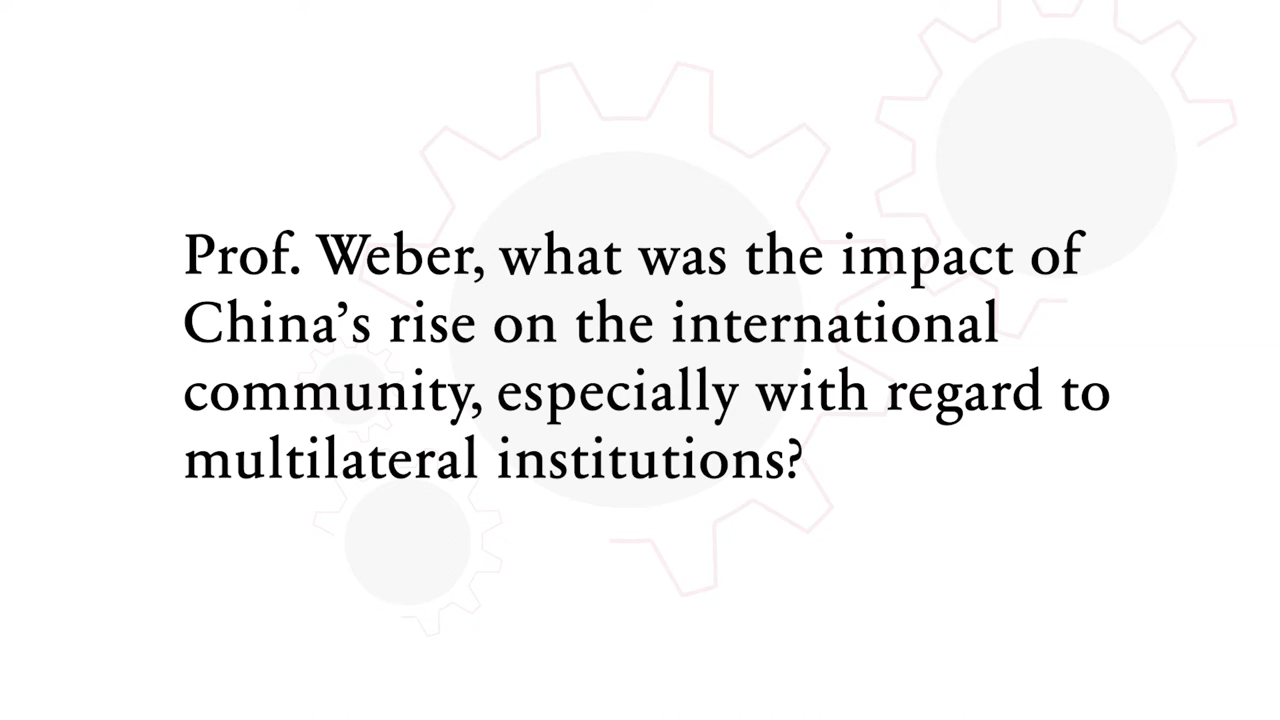 Prof. Weber, what was the impact of
China’s rise on the international
community, especially with regard to
multilateral institutions?